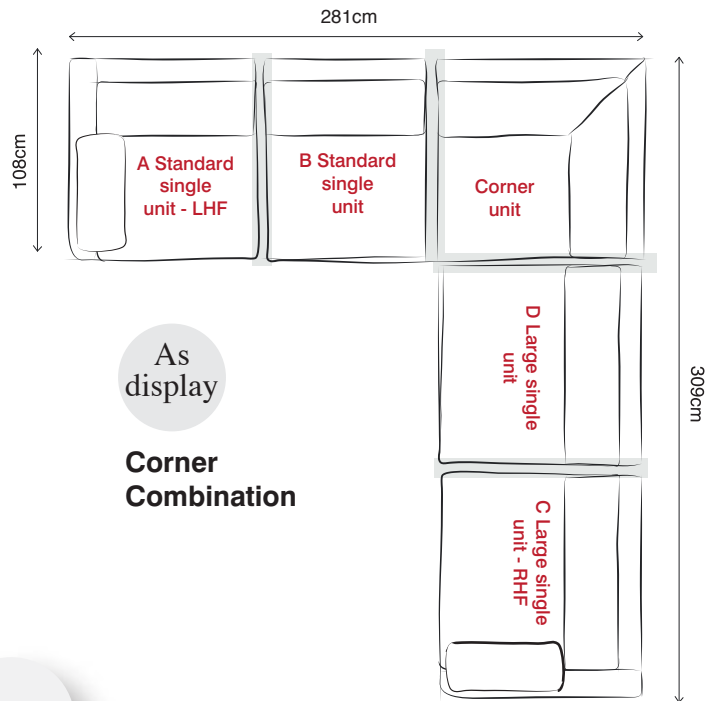 281cm
108cm
A Standard
single
unit - LHF
B Standard
single
unit
Corner
unit
D Large single
unit
309cm
As
display
Corner
Combination
C Large single
unit - RHF